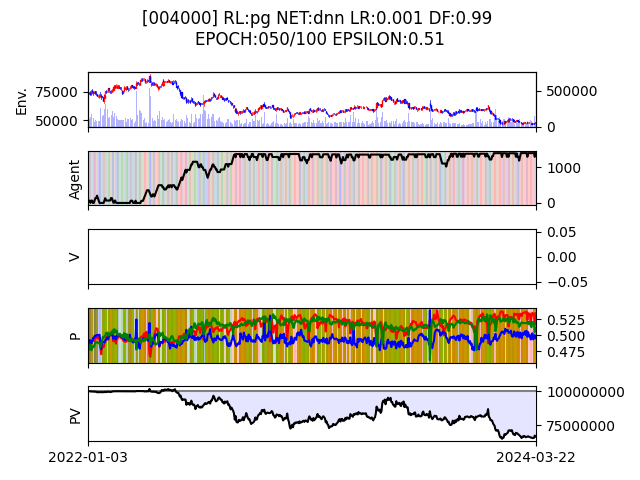 [004000] RL:pg NET:dnn LR:0.001 DF:0.99
EPOCH:050/100 EPSILON:0.51
Env.
75000
50000
500000
0
Agent
1000
0
V
0.05
0.00
−0.05
P
0.525
0.500
0.475
PV
100000000
75000000
2022-01-03
2024-03-22